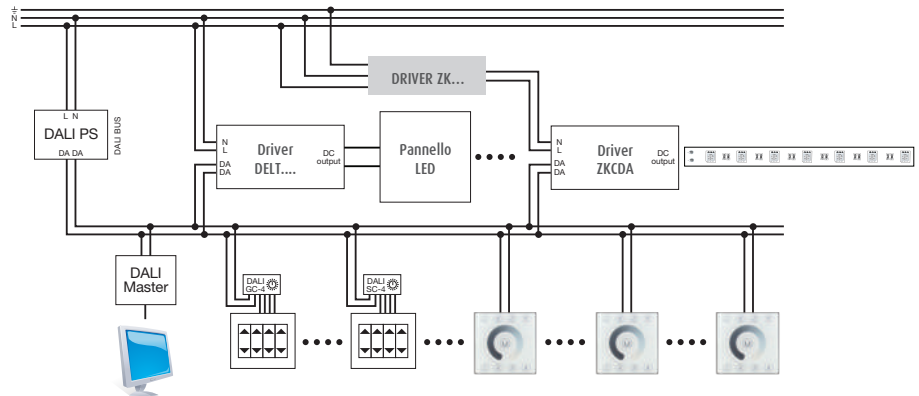 N
L
DRIVER ZK...
L N
DALI PS
DA DA
DALI BUS
N
L
DA
DA
Driver
DELT....
DC
output
Pannello
LED
N
L
DA
DA
Driver
ZKCDA
DC
output
DALI
Master
DALI
GC-4
DALI
SC-4
M
M
M